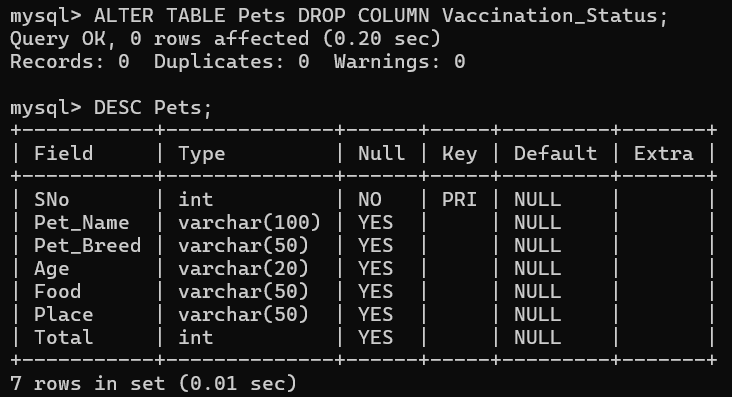 mysql> ALTER TABLE Pets DROP COLUMN Vaccination_Status;
Query OK, 0 rows affected (0.20 sec)
Records: 0  Duplicates: 0  Warnings: 0

mysql> DESC Pets;
+-----------+--------------+------+-----+---------+-------+
| Field     | Type         | Null | Key | Default | Extra |
+-----------+--------------+------+-----+---------+-------+
| SNo       | int          | NO   | PRI | NULL    |       |
| Pet_Name  | varchar(100) | YES  |     | NULL    |       |
| Pet_Breed | varchar(50)  | YES  |     | NULL    |       |
| Age       | varchar(20)  | YES  |     | NULL    |       |
| Food      | varchar(50)  | YES  |     | NULL    |       |
| Place     | varchar(50)  | YES  |     | NULL    |       |
| Total     | int          | YES  |     | NULL    |       |
+-----------+--------------+------+-----+---------+-------+
7 rows in set (0.01 sec)